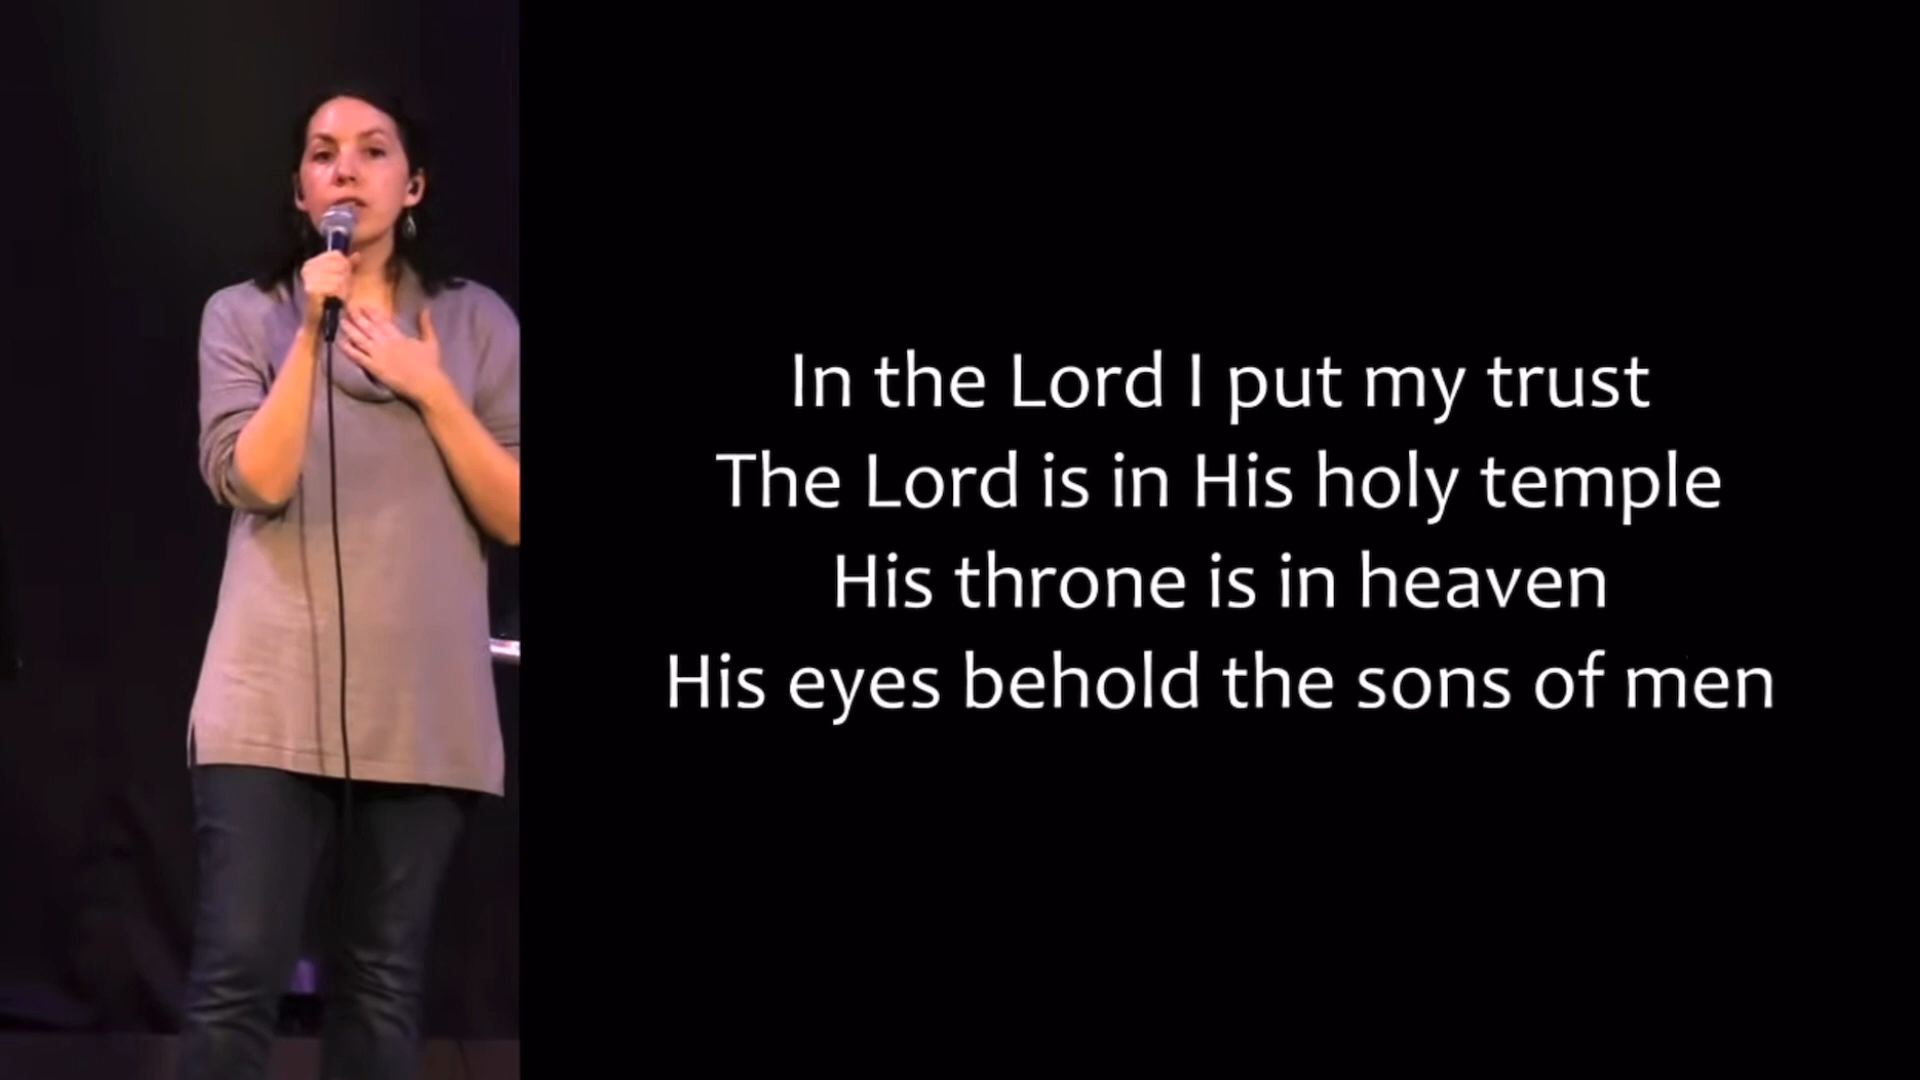 In the Lord I put my trust
The Lord is in His holy temple
His throne is in heaven
His eyes behold the sons of men